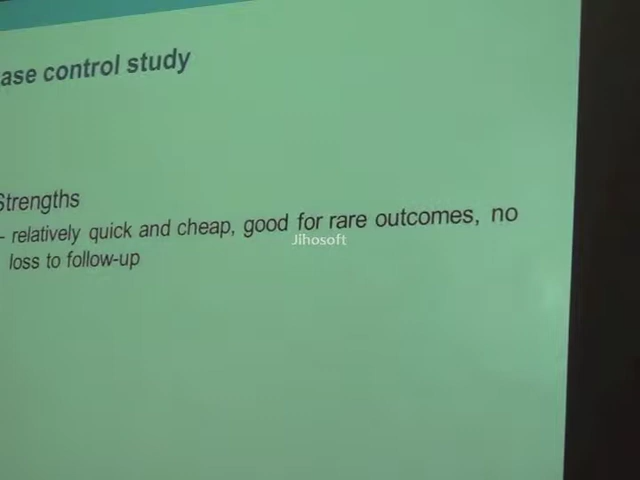 ase control study
Strengths
- relatively quick and cheap, good for rare outcomes, no
loss to follow-up
Jihosoft